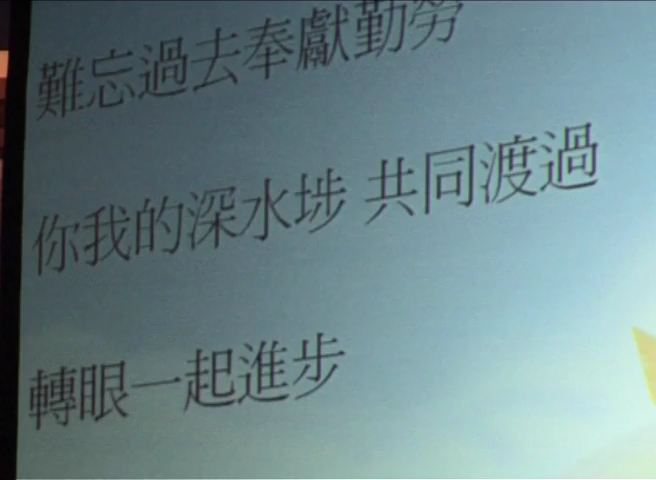 難忘過去奉獻勤勞
你我的深水埗 共同渡過
轉眼一起進步